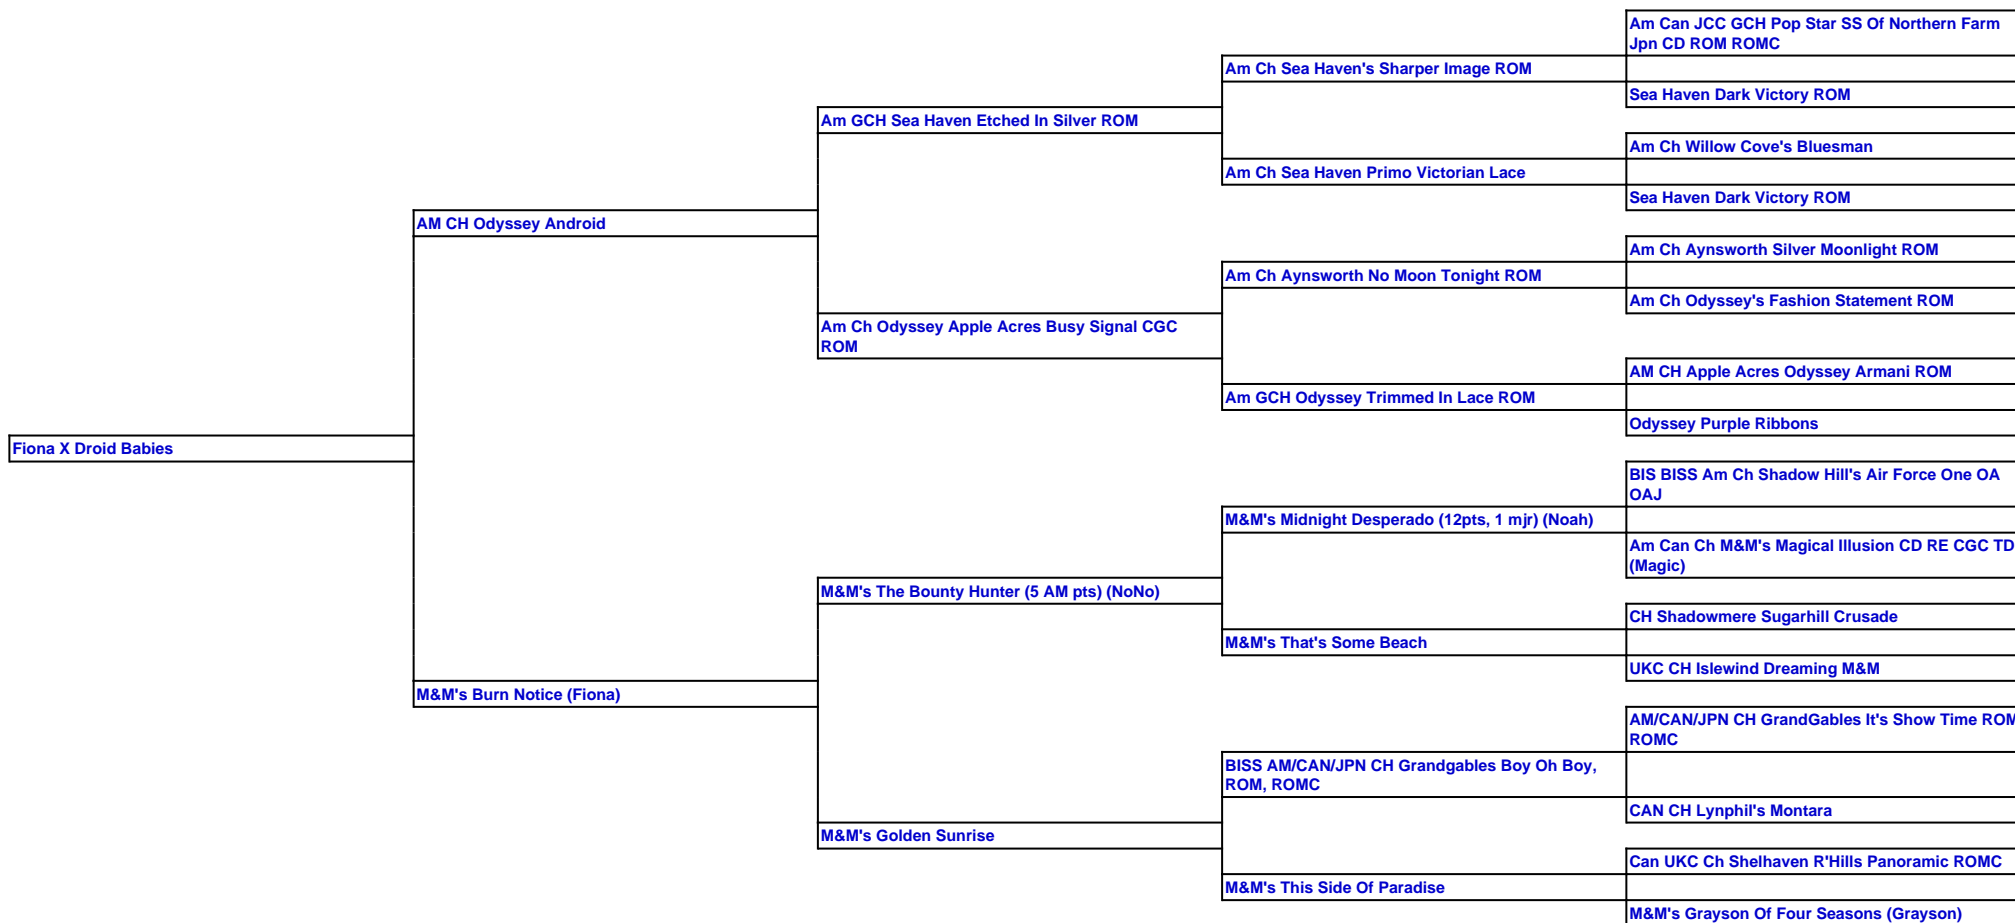 Am Can JCC GCH Pop Star SS Of Northern Farm
Jpn CD ROM ROMC
Am Ch Sea Haven's Sharper Image ROM
Sea Haven Dark Victory ROM
Am GCH Sea Haven Etched In Silver ROM
Am Ch Willow Cove's Bluesman
Am Ch Sea Haven Primo Victorian Lace
Sea Haven Dark Victory ROM
AM CH Odyssey Android
Am Ch Aynsworth Silver Moonlight ROM
Am Ch Aynsworth No Moon Tonight ROM
Am Ch Odyssey's Fashion Statement ROM
Am Ch Odyssey Apple Acres Busy Signal CGC
ROM
AM CH Apple Acres Odyssey Armani ROM
Am GCH Odyssey Trimmed In Lace ROM
Odyssey Purple Ribbons
Fiona X Droid Babies
BIS BISS Am Ch Shadow Hill's Air Force One OA
OAJ
M&M's Midnight Desperado (12pts, 1 mjr) (Noah)
Am Can Ch M&M's Magical Illusion CD RE CGC TD
(Magic)
M&M's The Bounty Hunter (5 AM pts) (NoNo)
CH Shadowmere Sugarhill Crusade
M&M's That's Some Beach
UKC CH Islewind Dreaming M&M
M&M's Burn Notice (Fiona)
AM/CAN/JPN CH GrandGables It's Show Time ROM
ROMC
BISS AM/CAN/JPN CH Grandgables Boy Oh Boy,
ROM, ROMC
CAN CH Lynphil's Montara
M&M's Golden Sunrise
Can UKC Ch Shelhaven R'Hills Panoramic ROMC
M&M's This Side Of Paradise
M&M's Grayson Of Four Seasons (Grayson)